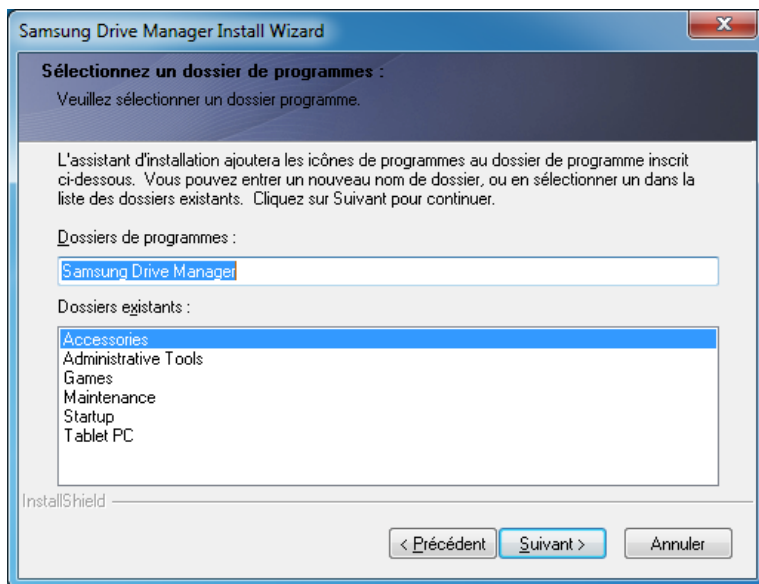 Samsung Drive Manager Install Wizard
Sélectionnez un dossier de programmes :
Veuillez sélectionner un dossier programme.
L'assistant d'installation ajoutera les icônes de programmes au dossier de programme inscrit
ci-dessous. Vous pouvez entrer un nouveau nom de dossier, ou en sélectionner un dans la
liste des dossiers existants. Cliquez sur Suivant pour continuer.
Dossiers de programmes :
Samsung Drive Manager
Dossiers existants :
Accessories
Administrative Tools
Games
Maintenance
Startup
Tablet PC
InstallShield
< Précédent
Suivant >
Annuler